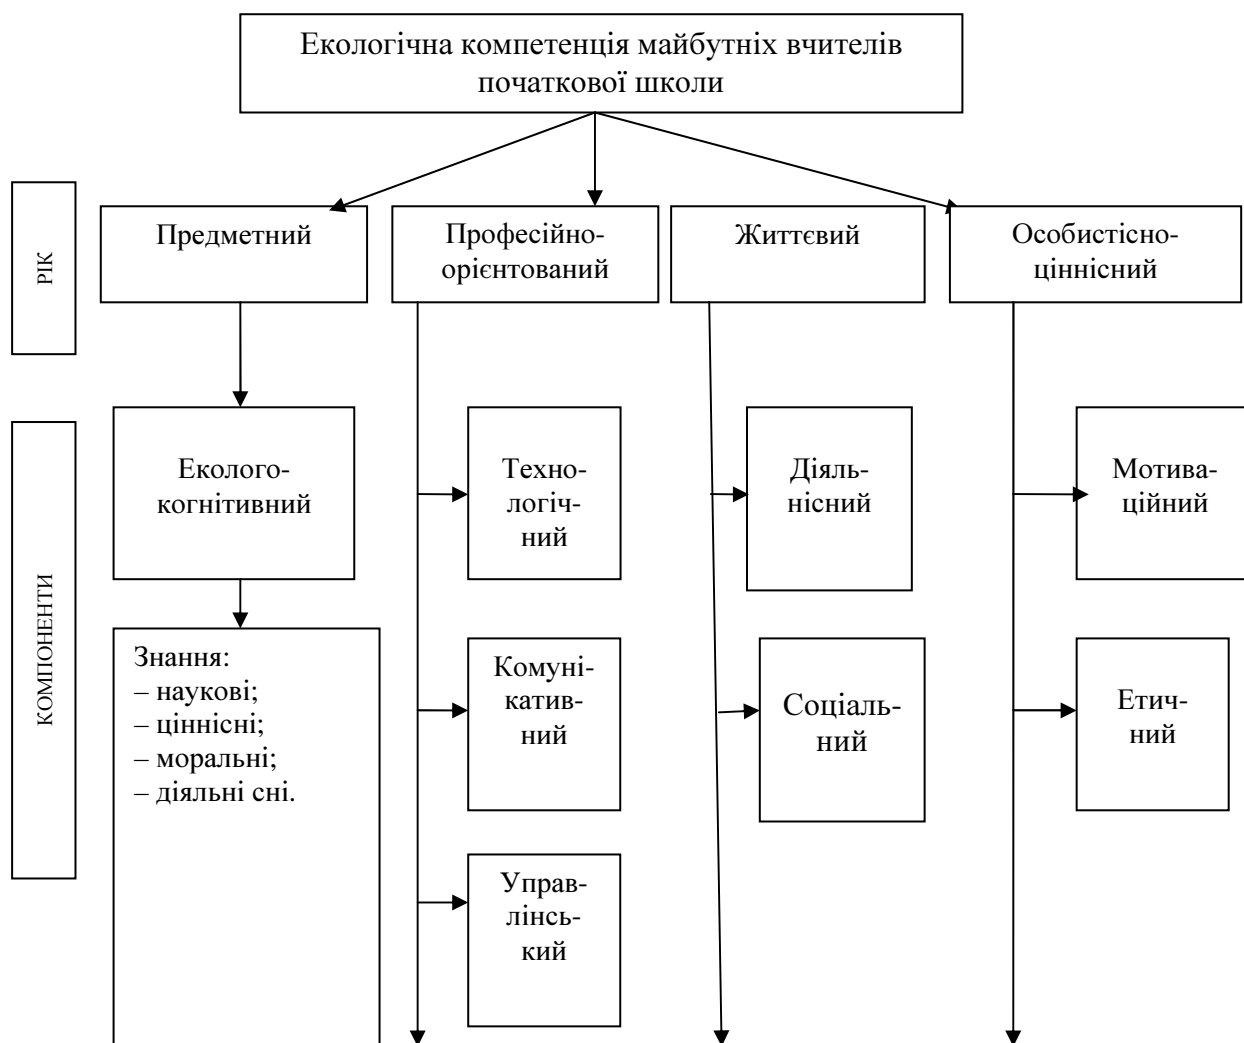 Екологічна компетенція майбутніх вчителів
початкової школи
РІК
Предметний
Професійно-
орієнтований
Життєвий
Особистісно-
ціннісний
КОМПОНЕНТИ
Еколого-
когнітивний
Техно-
логіч-
ний
Діяль-
нісний
Мотива-
ційний
Знання:
– наукові;
– ціннісні;
– моральні;
– діяльні сні.
Комуні-
катив-
ний
Соціаль-
ний
Етич-
ний
Управ-
лінсь-
кий